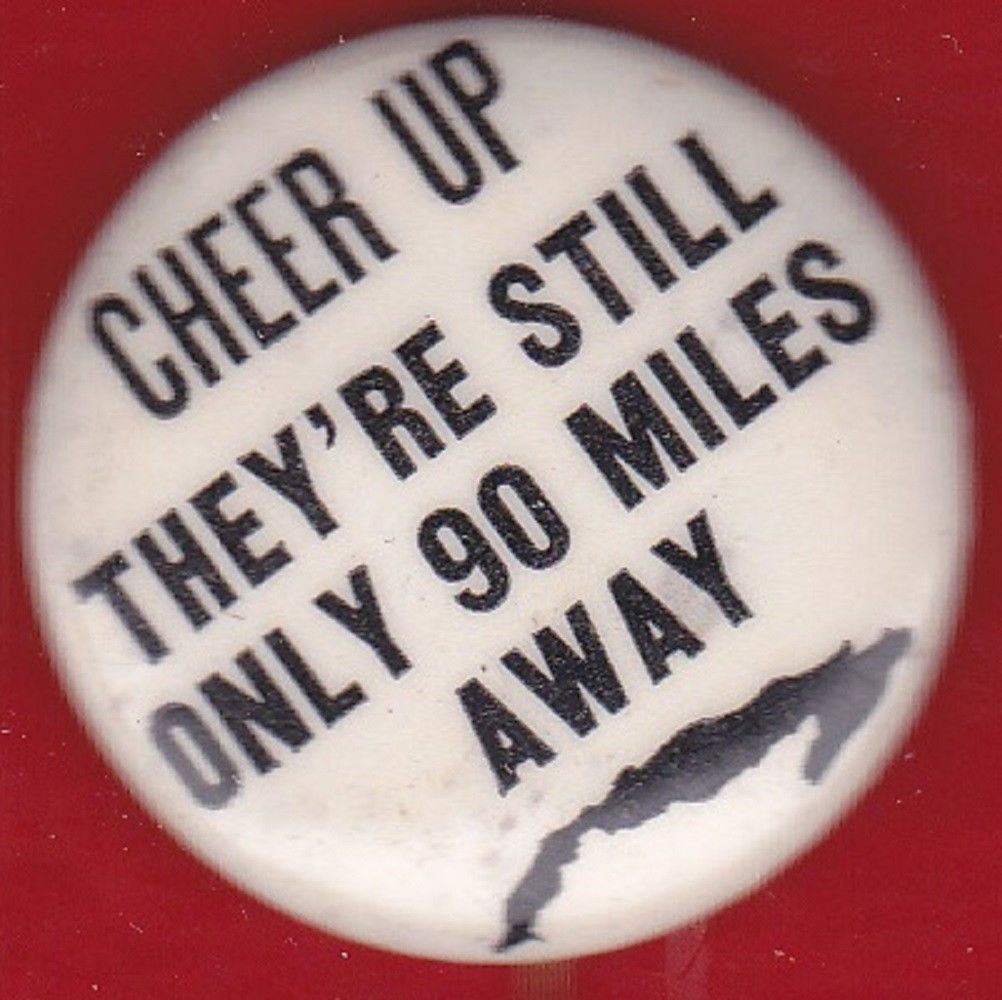 CHEER UP
THEY'RE STILL
ONLY 90 MILES
AWAY